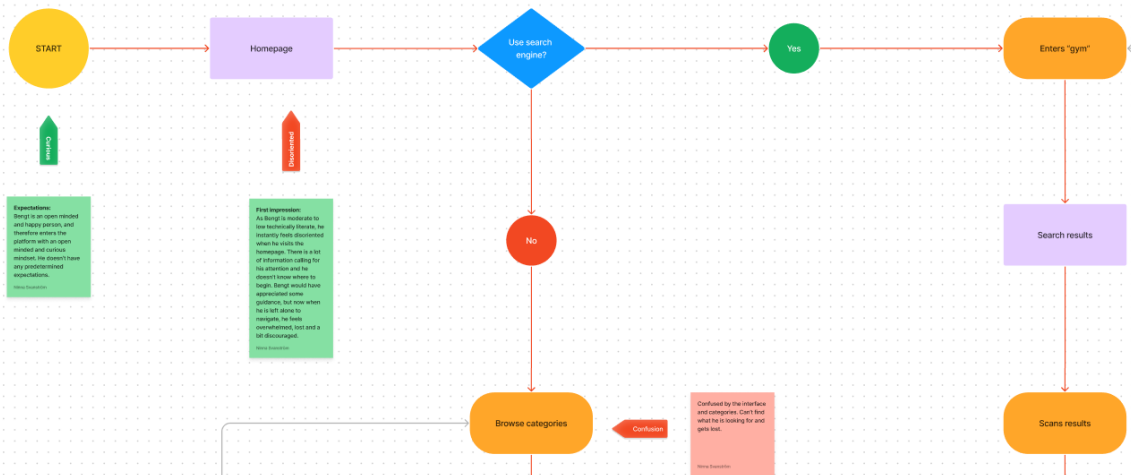 START
Homepage
Use search
engine?
Yes
Enters "gym"
Curious
Disoriented
Expectations:
Bengt is an open minded
and happy person, and
therefore enters the
platform with an open
minded and curious
mindset. He doesn't have
any predetermined
expectations.
First impression:
As Bengt is moderate to
low technically literate, he
instantly feels disoriented
when he visits the
homepage. There is a lot
of information calling for
his attention and he
doesn't know where to
begin. Bengt would have
appreciated some
guidance, but now when
he is left alone to
navigate, he feels
overwhelmed, lost and a
bit discouraged.
No
Search results
Browse categories
Confusion
Confused by the interface
and categories. Can't find
what he is looking for and
gets lost.
Scans results